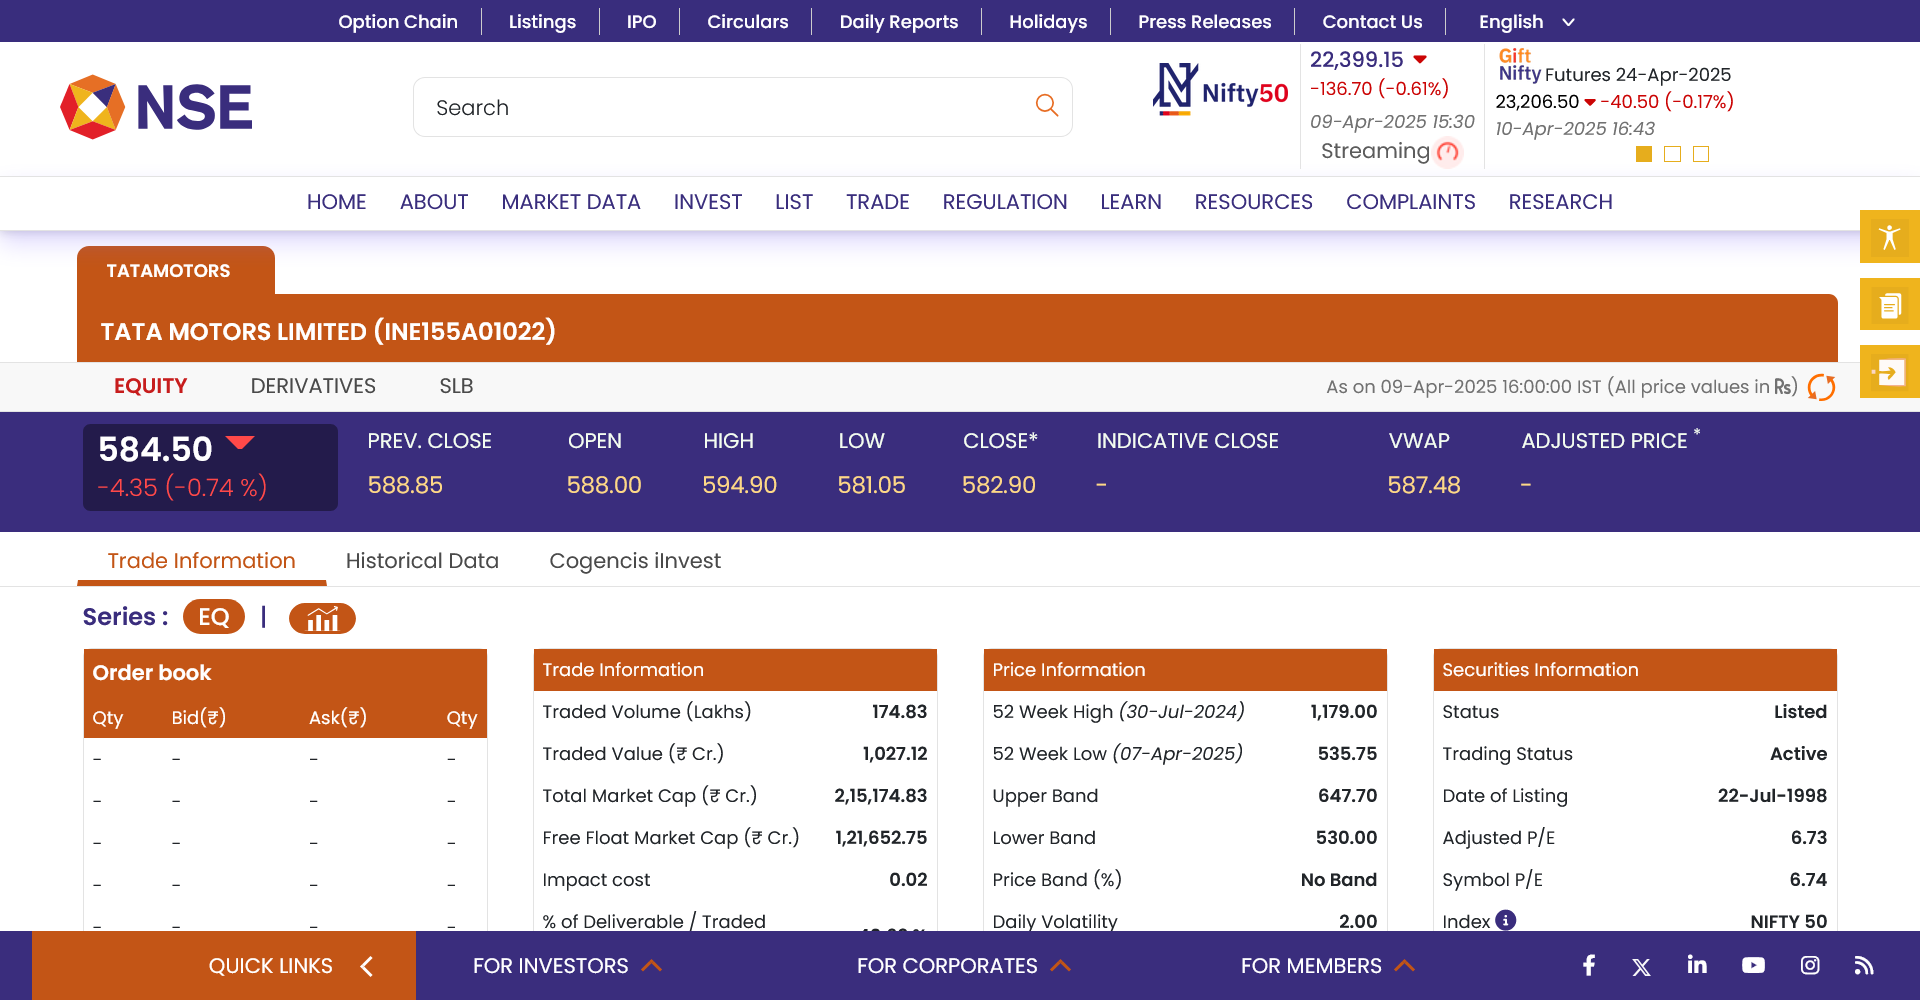 Option Chain Listings IPO Circulars Daily Reports Holidays Press Releases Contact Us English
NSE
Search
Nifty50
22,399.15
-136.70 (-0.61%)
09-Apr-2025 15:30
Streaming
Gift
Nifty Futures 24-Apr-2025
23,206.50 -40.50 (-0.17%)
10-Apr-2025 16:43
HOME ABOUT MARKET DATA INVEST LIST TRADE REGULATION LEARN RESOURCES COMPLAINTS RESEARCH
TATAMOTORS
TATA MOTORS LIMITED (INE155A01022)
EQUITY DERIVATIVES SLB As on 09-Apr-2025 16:00:00 IST (All price values in ₨)
584.50
-4.35 (-0.74 %)
PREV. CLOSE OPEN HIGH LOW CLOSE* INDICATIVE CLOSE VWAP ADJUSTED PRICE *
588.85 588.00 594.90 581.05 582.90 - 587.48 -
Trade Information Historical Data Cogencis iInvest
Series : EQ |
Order book
Qty Bid(₹) Ask(₹) Qty
- - - -
- - - -
- - - -
- - - -
- - - -
Trade Information
Traded Volume (Lakhs) 174.83
Traded Value (₹ Cr.) 1,027.12
Total Market Cap (₹ Cr.) 2,15,174.83
Free Float Market Cap (₹ Cr.) 1,21,652.75
Impact cost 0.02
% of Deliverable / Traded
Price Information
52 Week High (30-Jul-2024) 1,179.00
52 Week Low (07-Apr-2025) 535.75
Upper Band 647.70
Lower Band 530.00
Price Band (%) No Band
Daily Volatility 2.00
Securities Information
Status Listed
Trading Status Active
Date of Listing 22-Jul-1998
Adjusted P/E 6.73
Symbol P/E 6.74
Index NIFTY 50
QUICK LINKS FOR INVESTORS FOR CORPORATES FOR MEMBERS